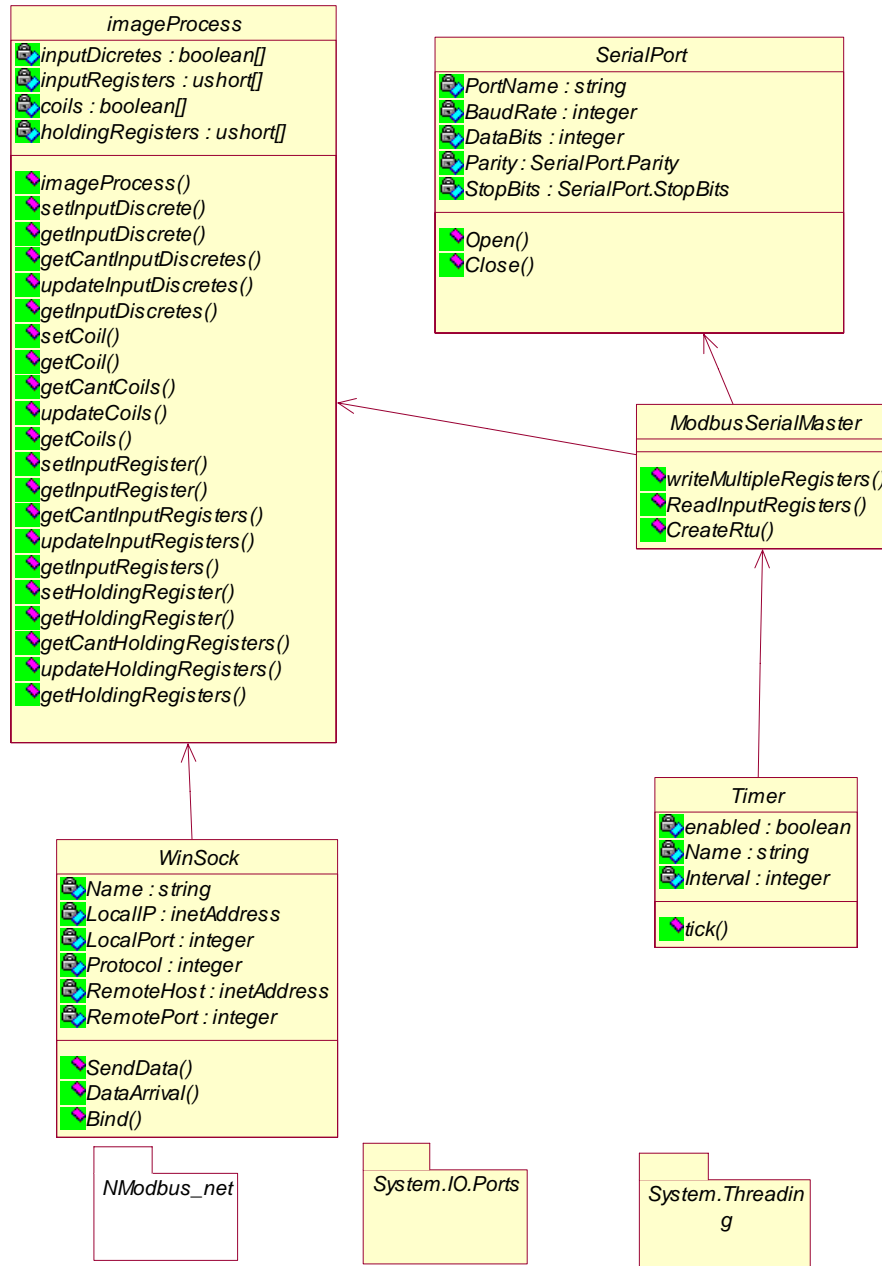 imageProcess
inputDicretes : boolean[]
inputRegisters : ushort[]
coils : boolean[]
holdingRegisters : ushort[]
imageProcess()
setInputDiscrete()
getInputDiscrete()
getCantInputDiscretes()
updateInputDiscretes()
getInputDiscretes()
setCoil()
getCoil()
getCantCoils()
updateCoils()
getCoils()
setInputRegister()
getInputRegister()
getCantInputRegisters()
updateInputRegisters()
getInputRegisters()
setHoldingRegister()
getHoldingRegister()
getCantHoldingRegisters()
updateHoldingRegisters()
getHoldingRegisters()
SerialPort
PortName : string
BaudRate : integer
DataBits : integer
Parity : SerialPort.Parity
StopBits : SerialPort.StopBits
Open()
Close()
ModbusSerialMaster
writeMultipleRegisters()
ReadInputRegisters()
CreateRtu()
Timer
enabled : boolean
Name : string
Interval : integer
tick()
WinSock
Name : string
LocalIP : inetAddress
LocalPort : integer
Protocol : integer
RemoteHost : inetAddress
RemotePort : integer
SendData()
DataArrival()
Bind()
NModbus_net
System.IO.Ports
System.Threadin
g